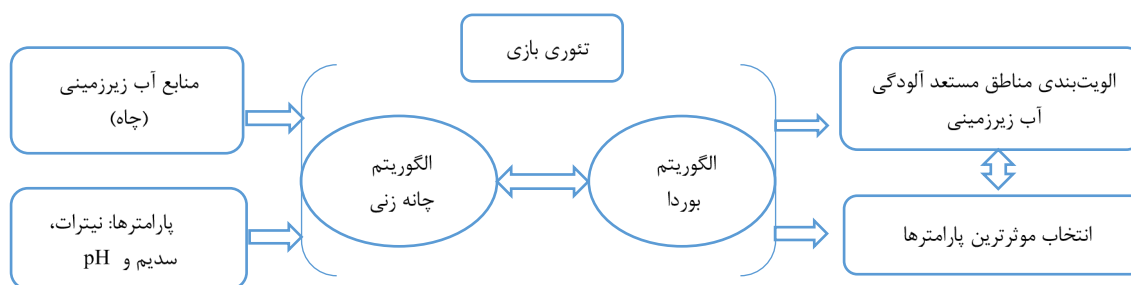 تئوری بازی
منابع آب زیرزمینی
(چاه)
پارامترها: نیترات،
سدیم و pH
الگوریتم
چانه زنی
الگوریتم
بوردا
الویت‌بندی مناطق مستعد آلودگی
آب زیرزمینی
انتخاب موثرترین پارامترها